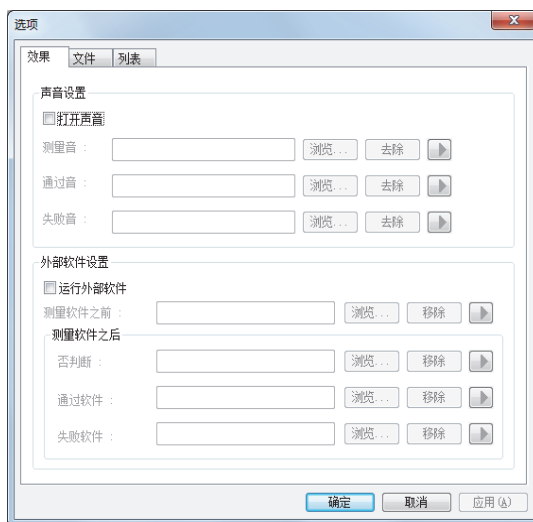 选项
效果 文件 列表
声音设置
打开声音
测量音 : 浏览... 去除
通过音 : 浏览... 去除
失败音 : 浏览... 去除
外部软件设置
运行外部软件
测量软件之前 : 浏览... 移除
测量软件之后
否判断 : 浏览... 移除
通过软件 : 浏览... 移除
失败软件 : 浏览... 移除
确定 取消 应用(A)